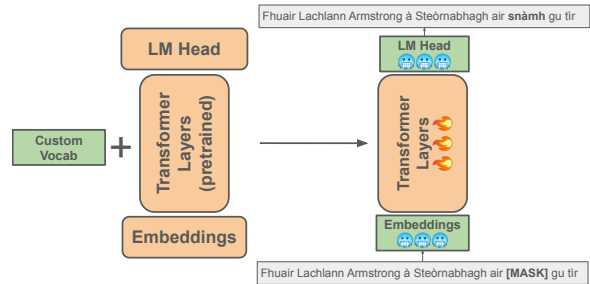 Fhuair Lachlann Armstrong à Steòrnabhagh air snàmh gu tìr
LM Head
Transformer
Layers
(pretrained)
Custom
Vocab
+
Embeddings
LM Head
Transformer
Layers
Embeddings
Fhuair Lachlann Armstrong à Steòrnabhagh air [MASK] gu tìr